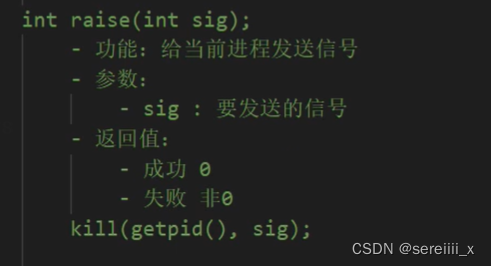 int raise(int sig);
- 功能：给当前进程发送信号
- 参数：
- sig : 要发送的信号
- 返回值：
- 成功 0
- 失败 非0
kill(getpid(), sig);
CSDN @sereiiii_x